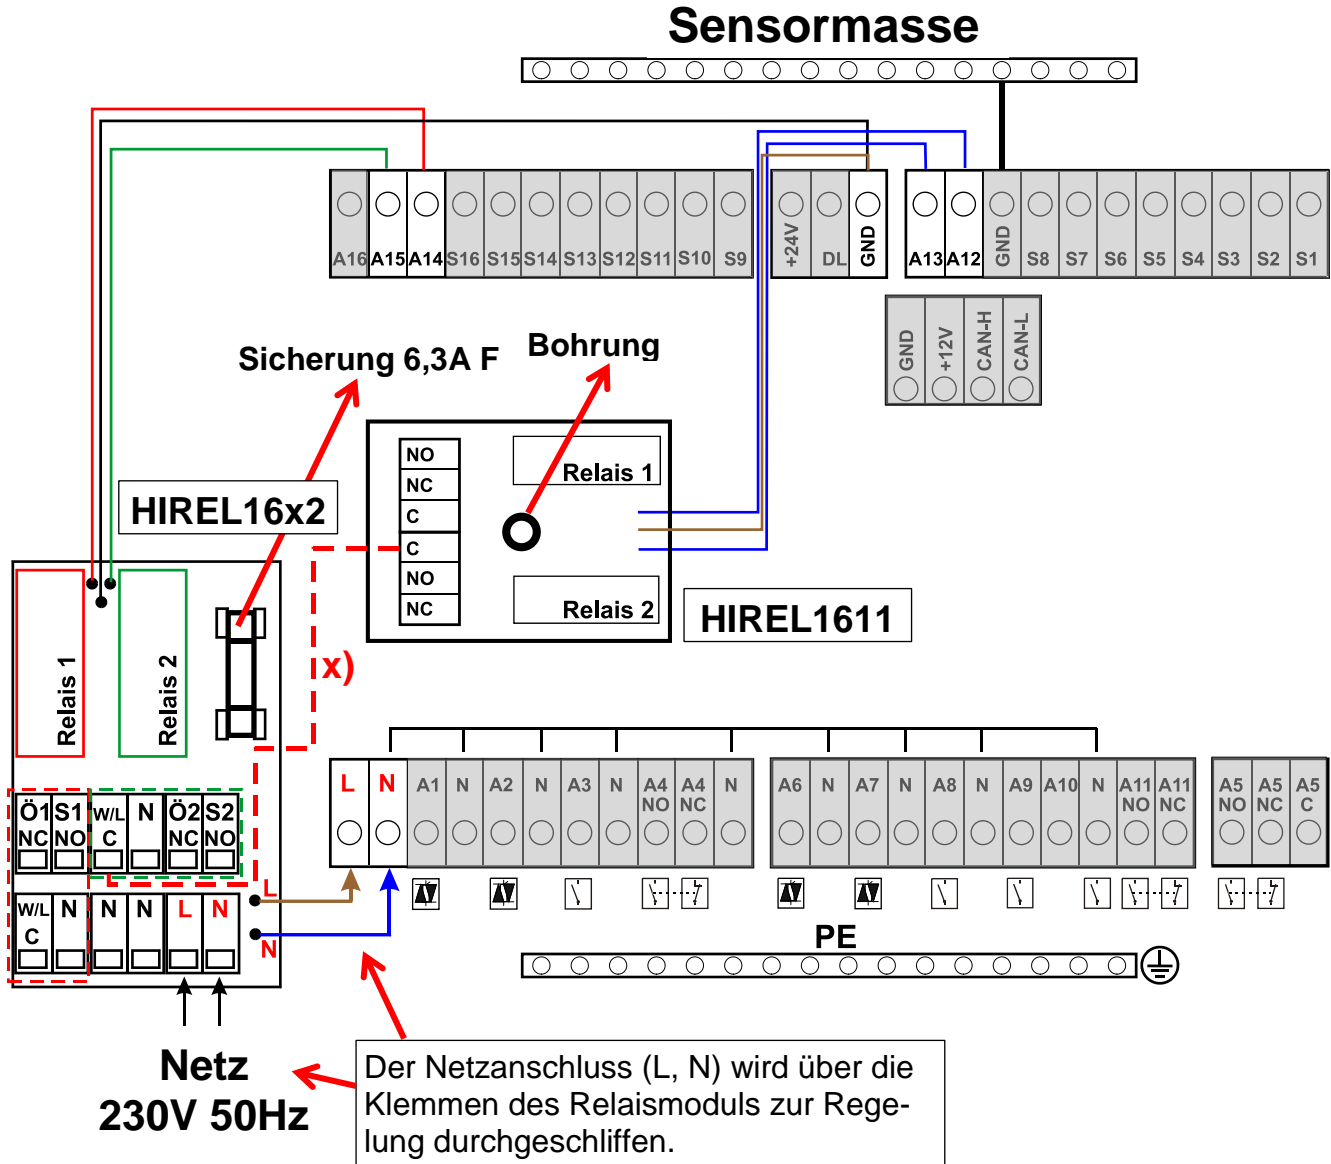 Sensormasse
A16 A15 A14 S16 S15 S14 S13 S12 S11 S10 S9 +24V DL GND A13 A12 GND S8 S7 S6 S5 S4 S3 S2 S1
GND +12V CAN-H CAN-L
Sicherung 6,3A F
Bohrung
NO
NC
C
C
NO
NC
Relais 1
Relais 2
HIREL16x2
HIREL1611
x)
Relais 1
Relais 2
L N A1 N A2 N A3 N A4 A4 N A6 N A7 N A8 N A9 A10 N A11 A11 A5 A5 A5
NO NC NO NC NO NC C
Ö1 S1 W/L N Ö2 S2
NC NO C NC NO
L
W/L N N N L N
C
N
PE
Netz
230V 50Hz
Der Netzanschluss (L, N) wird über die
Klemmen des Relaismoduls zur Rege-
lung durchgeschliffen.